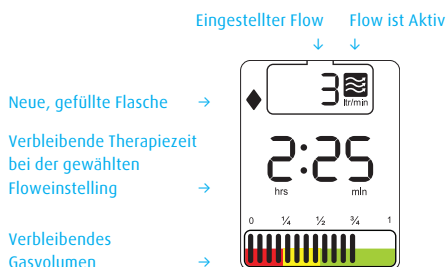 Eingestellter Flow Flow ist Aktiv
↓ ↓
Neue, gefüllte Flasche →
3 ltr/min
Verbleibende Therapiezeit
bei der gewählten
Floweinstelling →
2:25
hrs min
0 ¼ ½ ¾ 1
Verbleibendes
Gasvolumen →